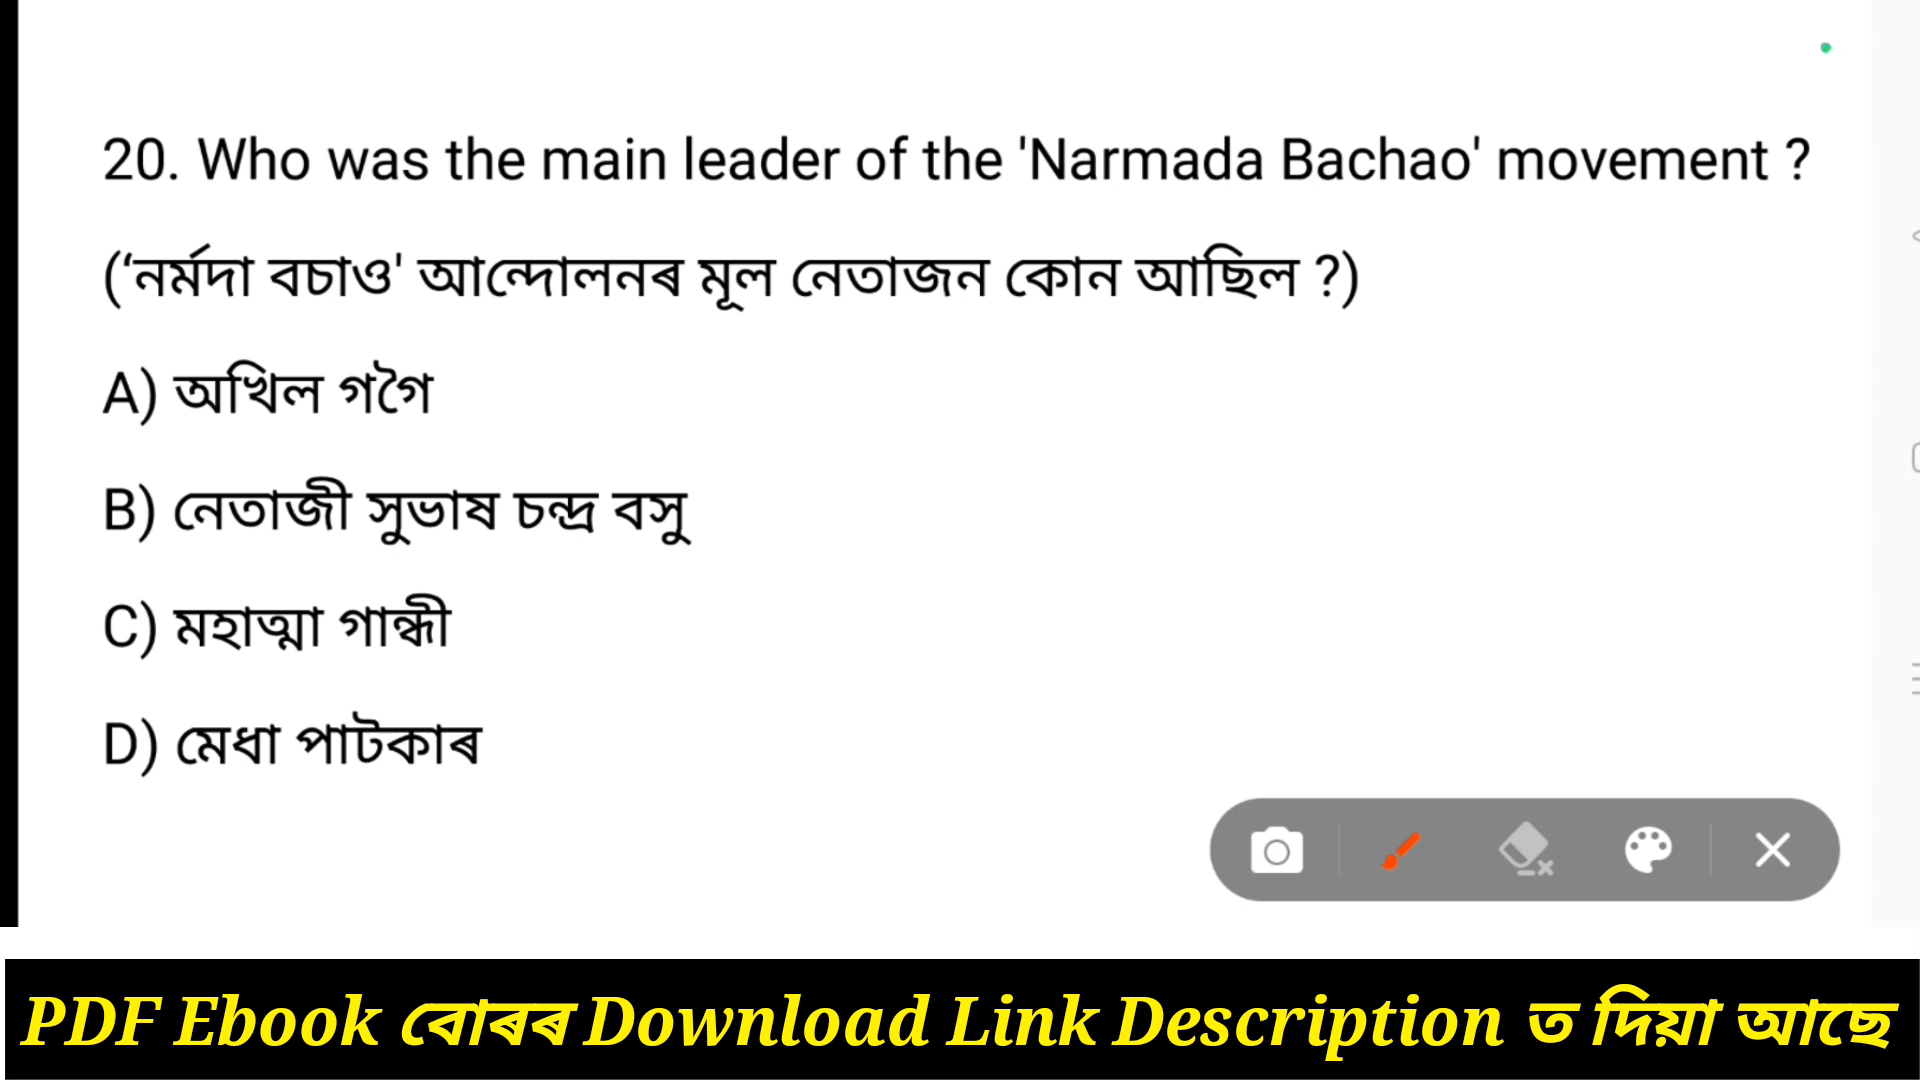 20. Who was the main leader of the 'Narmada Bachao' movement ?
(‘নৰ্মদা বচাও' আন্দোলনৰ মূল নেতাজন কোন আছিল ?)
A) অখিল গগৈ
B) নেতাজী সুভাষ চন্দ্ৰ বসু
C) মহাত্মা গান্ধী
D) মেধা পাটকাৰ
PDF Ebook বোৰৰ Download Link Description ত দিয়া আছে